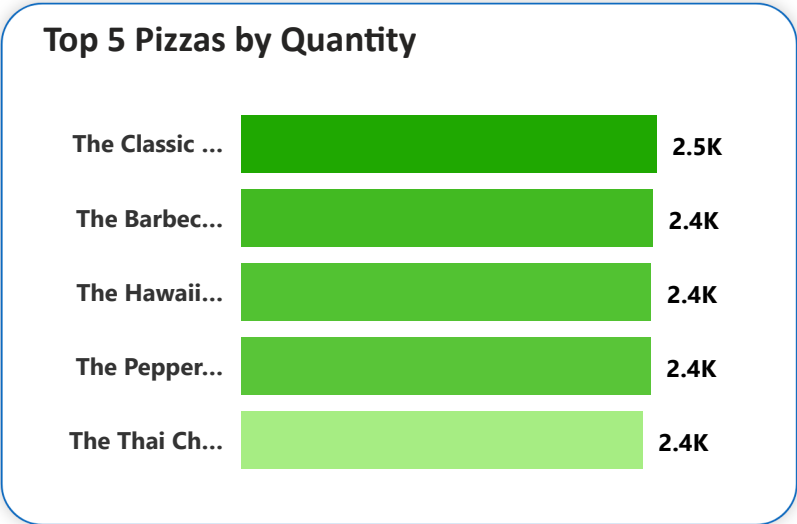 Top 5 Pizzas by Quantity
The Classic ... 2.5K
The Barbec... 2.4K
The Hawaii... 2.4K
The Pepper... 2.4K
The Thai Ch... 2.4K